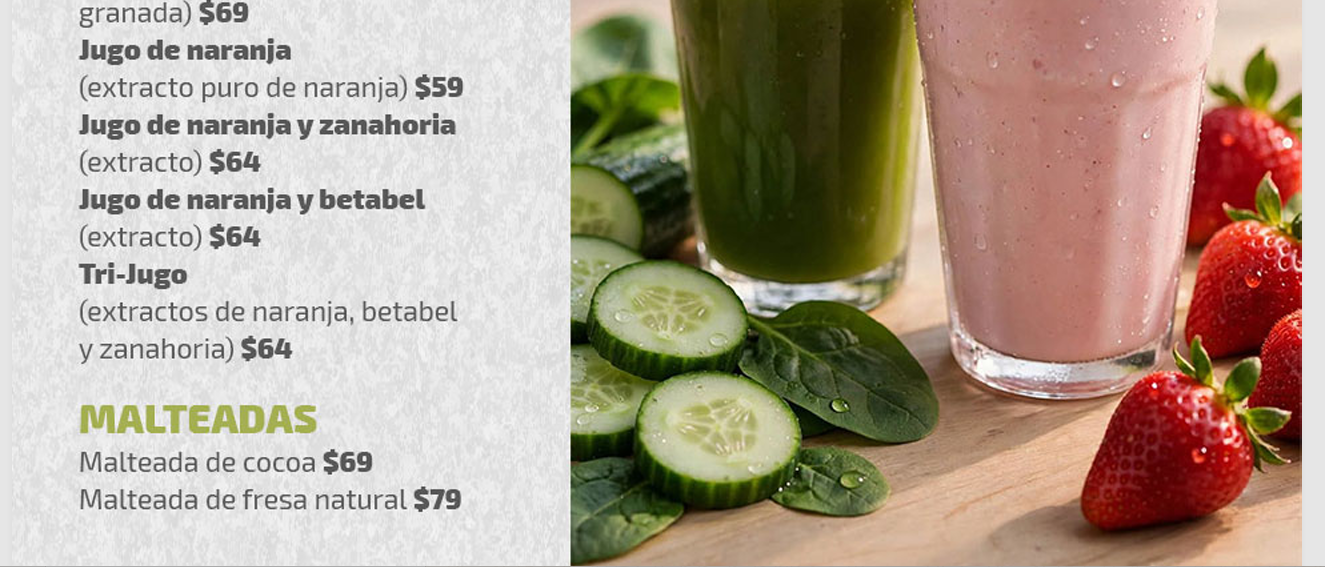 granada) $69
Jugo de naranja
(extracto puro de naranja) $59
Jugo de naranja y zanahoria
(extracto) $64
Jugo de naranja y betabel
(extracto) $64
Tri-Jugo
(extractos de naranja, betabel
y zanahoria) $64
MALTEADAS
Malteada de cocoa $69
Malteada de fresa natural $79